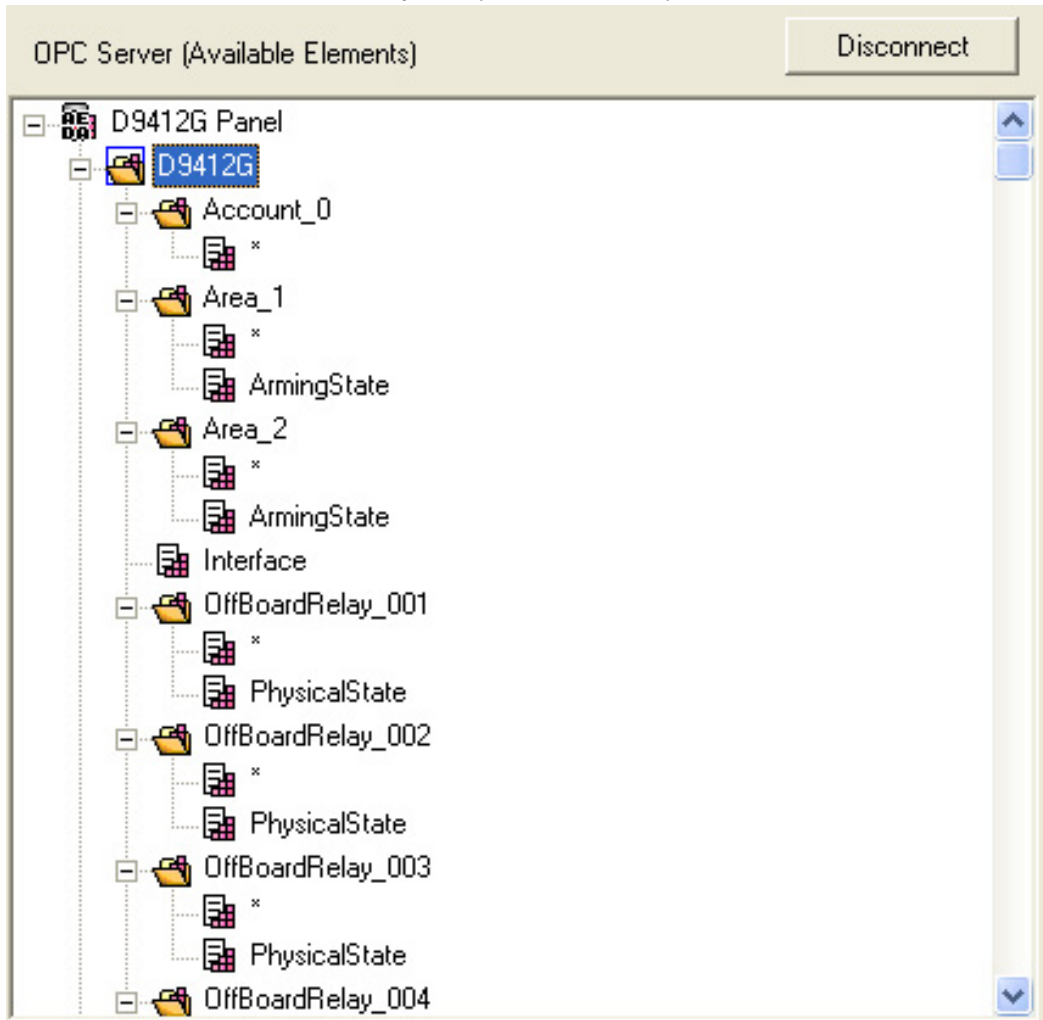 OPC Server (Available Elements)
Disconnect
D9412G Panel
D9412G
Account_0
*
Area_1
*
ArmingState
Area_2
*
ArmingState
Interface
OffBoardRelay_001
*
PhysicalState
OffBoardRelay_002
*
PhysicalState
OffBoardRelay_003
*
PhysicalState
OffBoardRelay_004